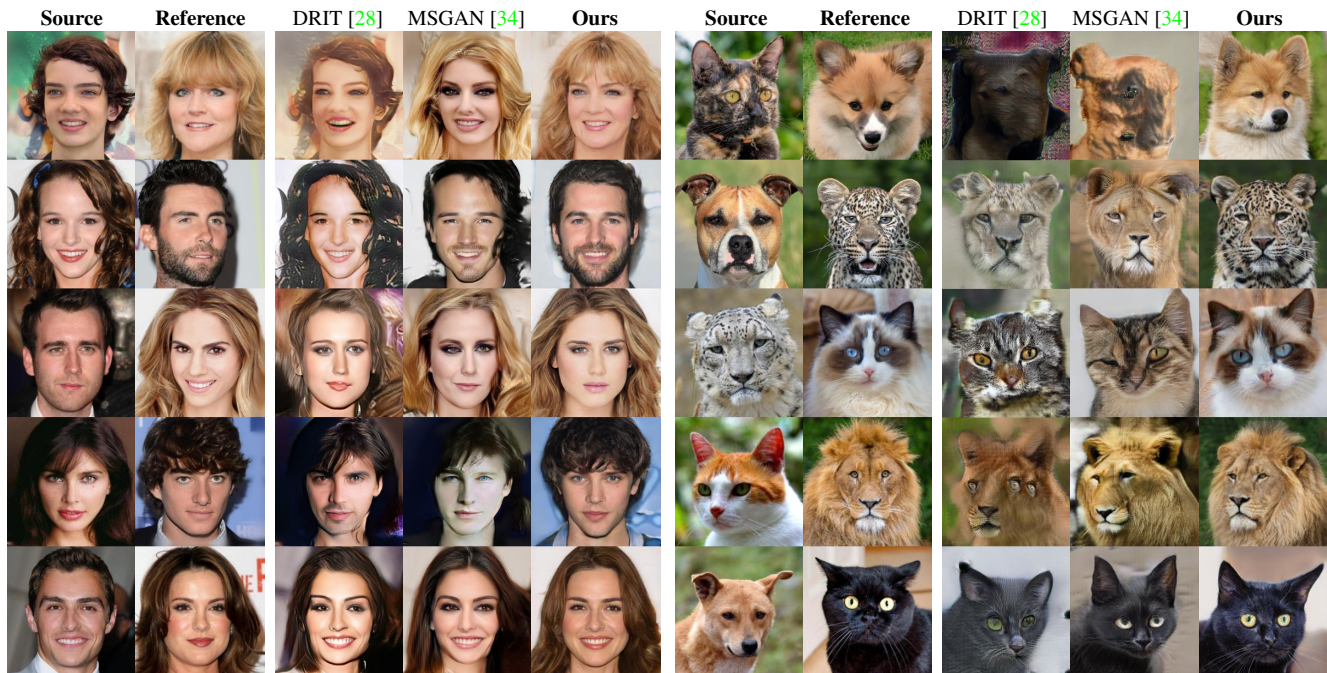 Source Reference DRIT [28] MSGAN [34] Ours Source Reference DRIT [28] MSGAN [34] Ours